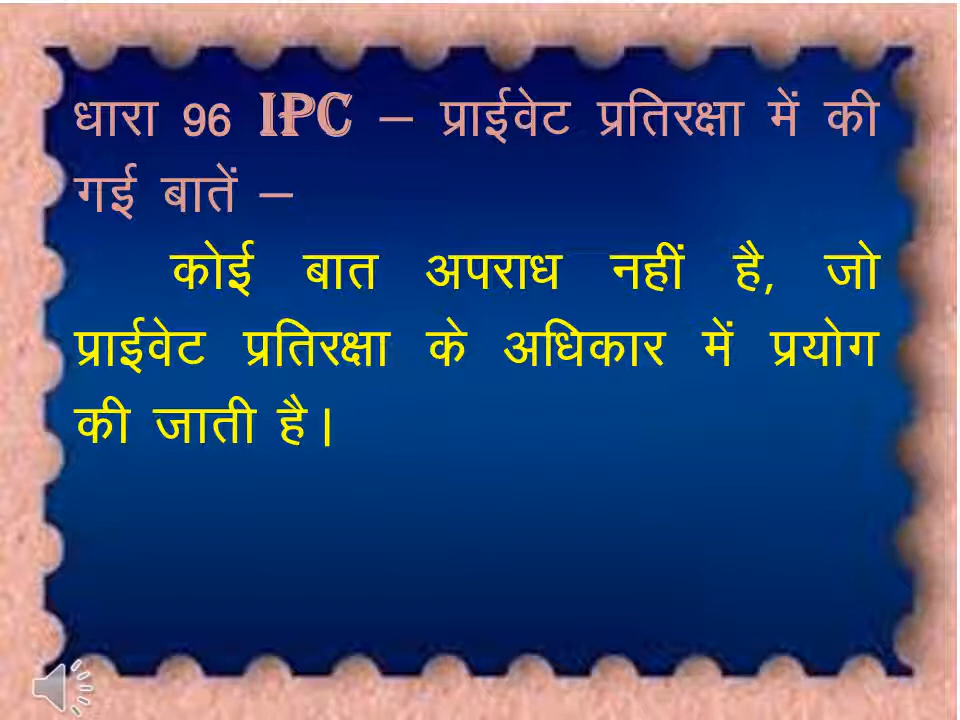 धारा 96 IPC – प्राईवेट प्रतिरक्षा में की
गई बातें –
कोई बात अपराध नहीं है, जो
प्राईवेट प्रतिरक्षा के अधिकार में प्रयोग
की जाती है।